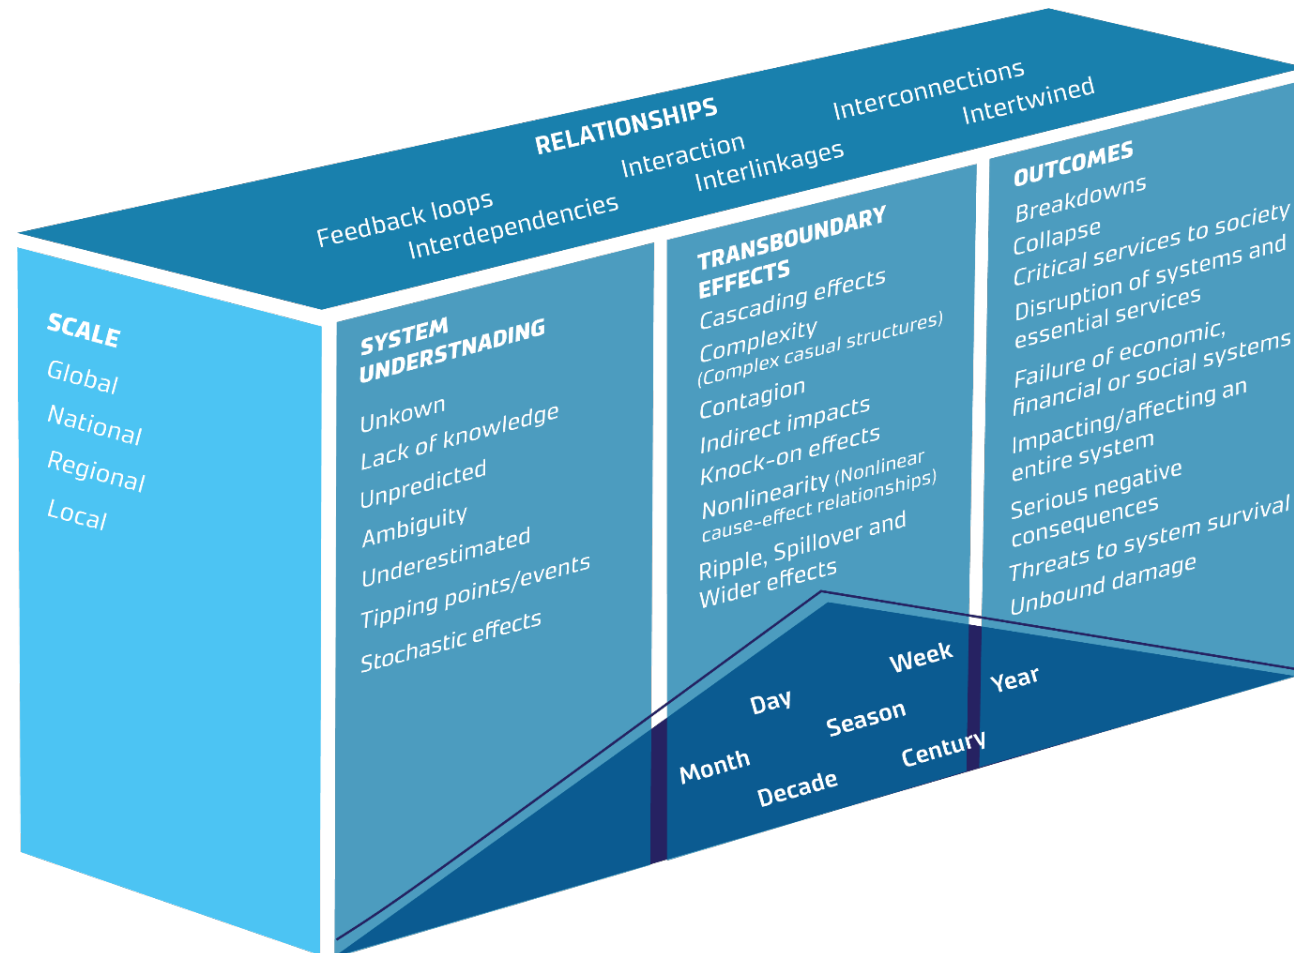 RELATIONSHIPS
Interconnections
Intertwined
Interaction
Interlinkages
Feedback loops
Interdependencies
SCALE
Global
National
Regional
Local
SYSTEM
UNDERSTNADING
Unkown
Lack of knowledge
Unpredicted
Ambiguity
Underestimated
Tipping points/events
Stochastic effects
TRANSBOUNDARY
EFFECTS
Cascading effects
Complexity
(Complex casual structures)
Contagion
Indirect impacts
Knock-on effects
Nonlinearity (Nonlinear
cause-effect relationships)
Ripple, Spillover and
Wider effects
OUTCOMES
Breakdowns
Collapse
Critical services to society
Disruption of systems and
essential services
Failure of economic,
financial or social systems
Impacting/affecting an
entire system
Serious negative
consequences
Threats to system survival
Unbound damage
Day
Week
Year
Month
Season
Decade
Century